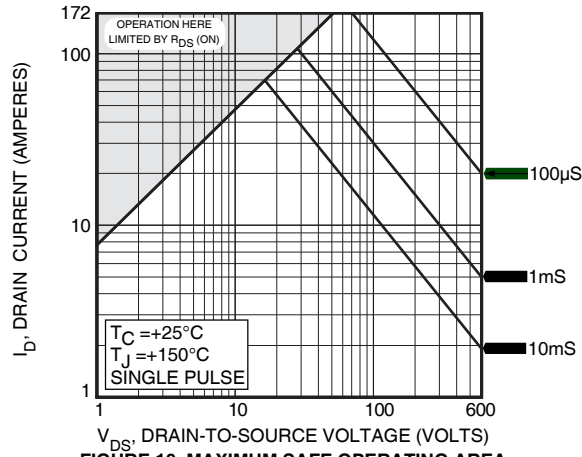 172
OPERATION HERE
LIMITED BY RDS (ON)
100
10
1
ID, DRAIN CURRENT (AMPERES)
100µS
1mS
10mS
TC =+25°C
TJ =+150°C
SINGLE PULSE
1 10 100 600
VDS, DRAIN-TO-SOURCE VOLTAGE (VOLTS)
FIGURE 10, MAXIMUM SAFE OPERATING AREA